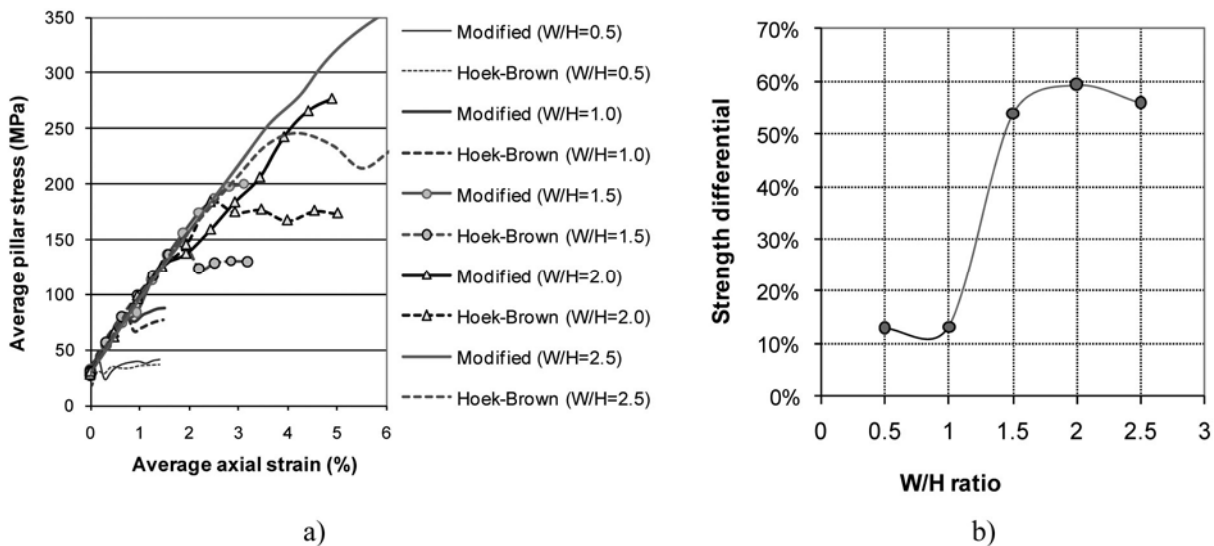 350
300
250
200
150
100
50
0
Average pillar stress (MPa)
0 1 2 3 4 5 6
Average axial strain (%)
Modified (W/H=0.5)
Hoek-Brown (W/H=0.5)
Modified (W/H=1.0)
Hoek-Brown (W/H=1.0)
Modified (W/H=1.5)
Hoek-Brown (W/H=1.5)
Modified (W/H=2.0)
Hoek-Brown (W/H=2.0)
Modified (W/H=2.5)
Hoek-Brown (W/H=2.5)
a)
70%
60%
50%
40%
30%
20%
10%
0%
Strength differential
0 0.5 1 1.5 2 2.5 3
W/H ratio
b)